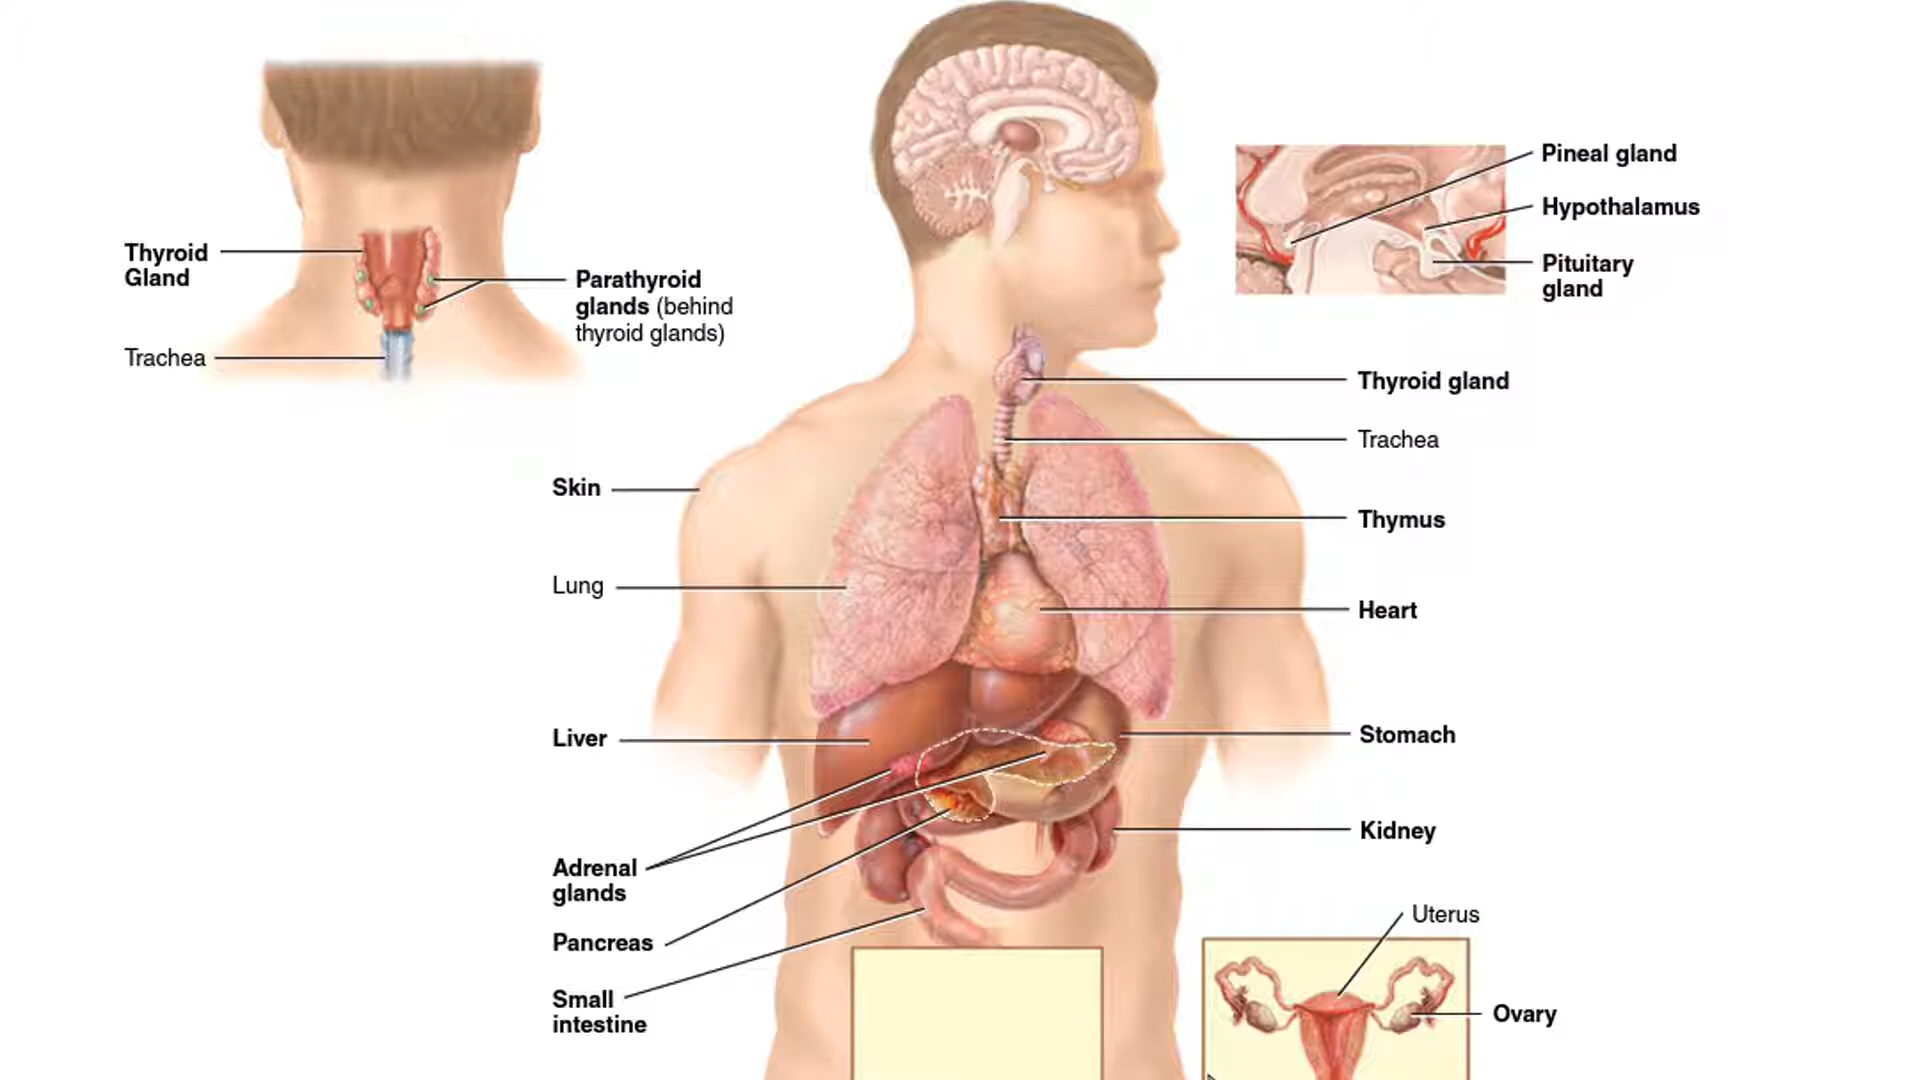 Thyroid
Gland
Trachea
Parathyroid
glands (behind
thyroid glands)
Pineal gland
Hypothalamus
Pituitary
gland
Thyroid gland
Trachea
Thymus
Heart
Stomach
Kidney
Uterus
Ovary
Skin
Lung
Liver
Adrenal
glands
Pancreas
Small
intestine